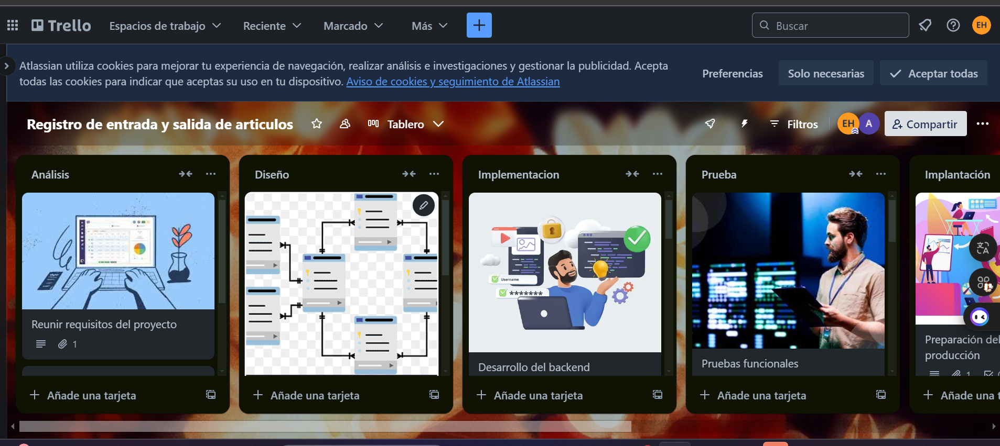 Trello
Espacios de trabajo
Reciente
Marcado
Más
Buscar
EH
Atlassian utiliza cookies para mejorar tu experiencia de navegación, realizar análisis e investigaciones y gestionar la publicidad. Acepta
todas las cookies para indicar que aceptas su uso en tu dispositivo. Aviso de cookies y seguimiento de Atlassian
Preferencias
Solo necesarias
Aceptar todas
Registro de entrada y salida de articulos
Tablero
Filtros
EH
A
Compartir
Análisis
Reunir requisitos del proyecto
1
Añade una tarjeta
Diseño
Añade una tarjeta
Implementacion
Username
*******
Desarrollo del backend
Añade una tarjeta
Prueba
Pruebas funcionales
Añade una tarjeta
Implantación
Preparación del
producción
1
Añade una t